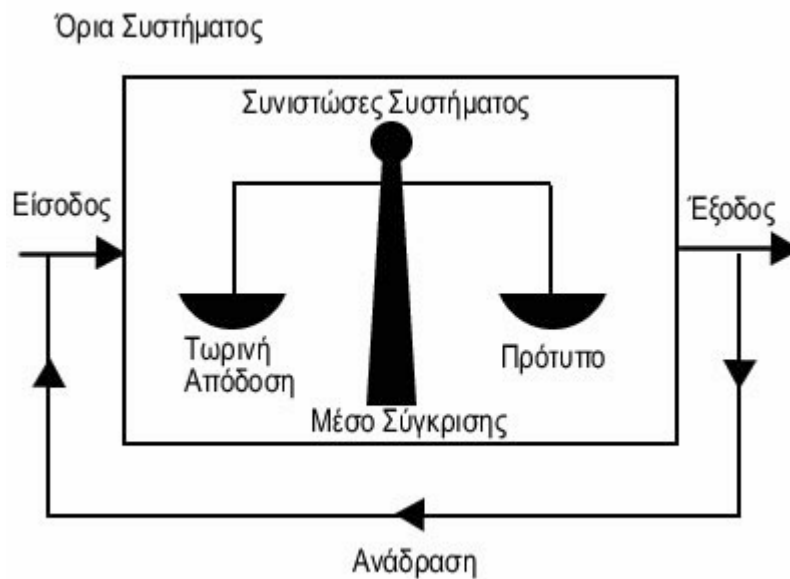 Όρια Συστήματος
Συνιστώσες Συστήματος
Είσοδος
Έξοδος
Τωρινή
Απόδοση
Πρότυπο
Μέσο Σύγκρισης
Ανάδραση